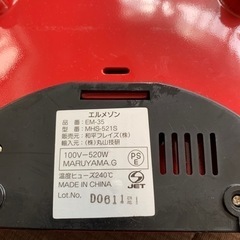 エルメゾン
品名：EM-35
型番：MHS-521S
販売元：和平フレイズ(株)
輸入元：(株)丸山技研
100V～520W
MARUYAMA.G
PS
E
温度ヒューズ240℃
MADE IN CHINA
JET
Lot.No. D0611